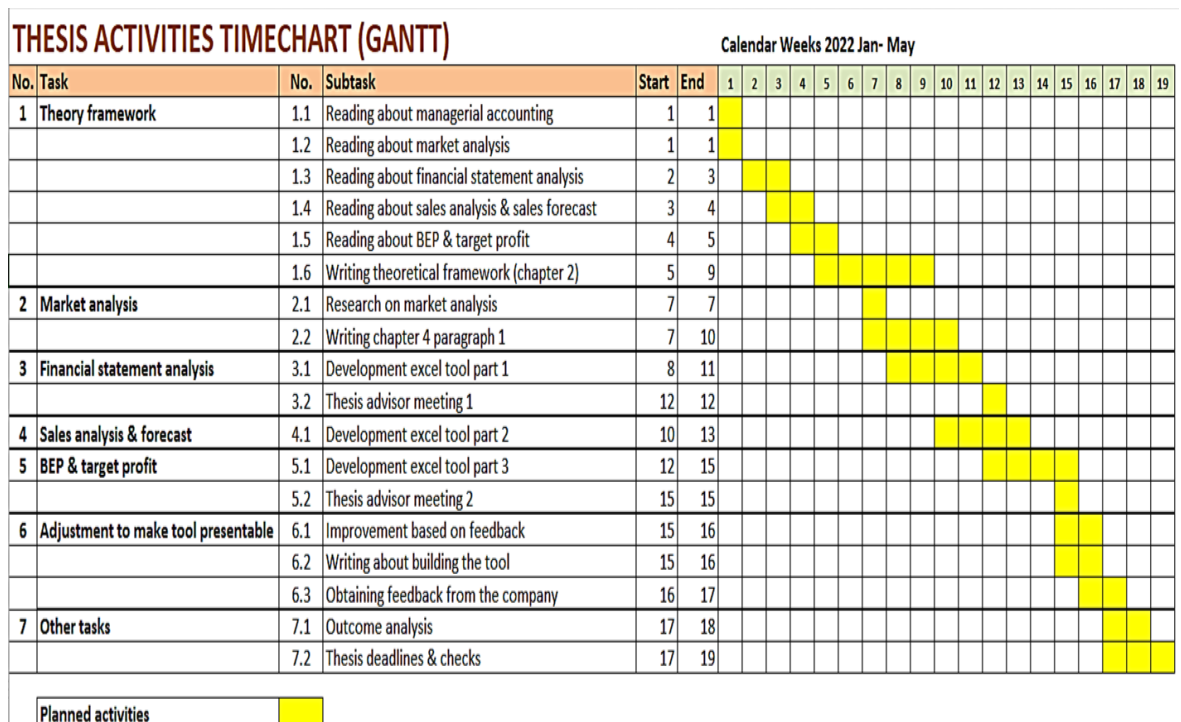 THESIS ACTIVITIES TIMECHART (GANTT) Calendar Weeks 2022 Jan- May
No. Task No. Subtask Start End 1 2 3 4 5 6 7 8 9 10 11 12 13 14 15 16 17 18 19
1 Theory framework 1.1 Reading about managerial accounting 1 1
1.2 Reading about market analysis 1 1
1.3 Reading about financial statement analysis 2 3
1.4 Reading about sales analysis & sales forecast 3 4
1.5 Reading about BEP & target profit 4 5
1.6 Writing theoretical framework (chapter 2) 5 9
2 Market analysis 2.1 Research on market analysis 7 7
2.2 Writing chapter 4 paragraph 1 7 10
3 Financial statement analysis 3.1 Development excel tool part 1 8 11
3.2 Thesis advisor meeting 1 12 12
4 Sales analysis & forecast 4.1 Development excel tool part 2 10 13
5 BEP & target profit 5.1 Development excel tool part 3 12 15
5.2 Thesis advisor meeting 2 15 15
6 Adjustment to make tool presentable 6.1 Improvement based on feedback 15 16
6.2 Writing about building the tool 15 16
6.3 Obtaining feedback from the company 16 17
7 Other tasks 7.1 Outcome analysis 17 18
7.2 Thesis deadlines & checks 17 19
Planned activities